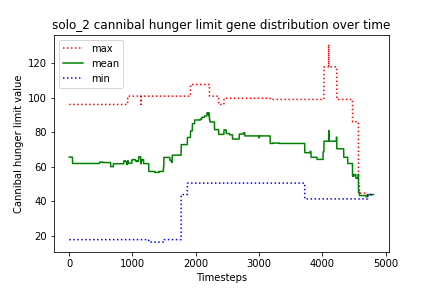 solo_2 cannibal hunger limit gene distribution over time
max
mean
min
Cannibal hunger limit value
120
100
80
60
40
20
0
1000
2000
3000
4000
5000
Timesteps